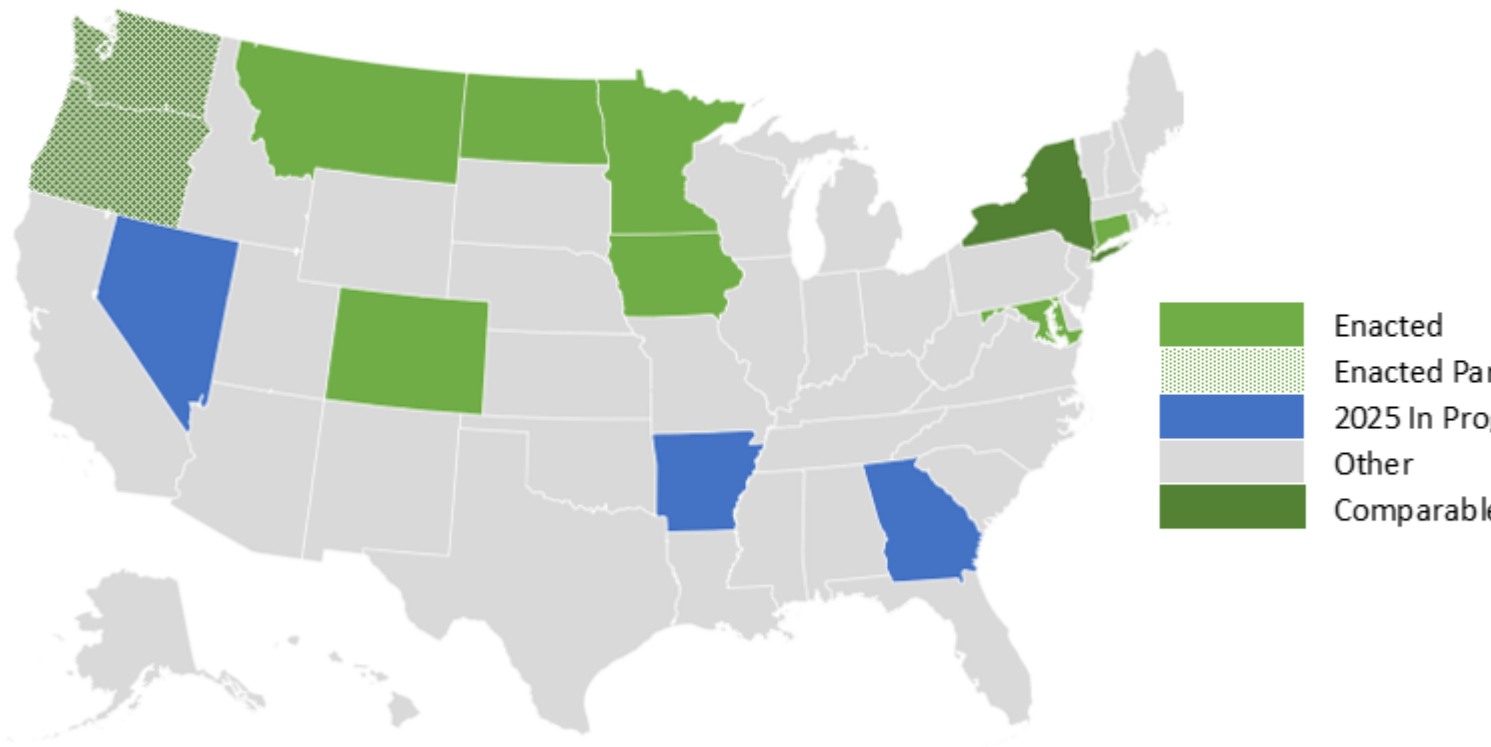 Enacted
Enacted Par
2025 In Prog
Other
Comparable